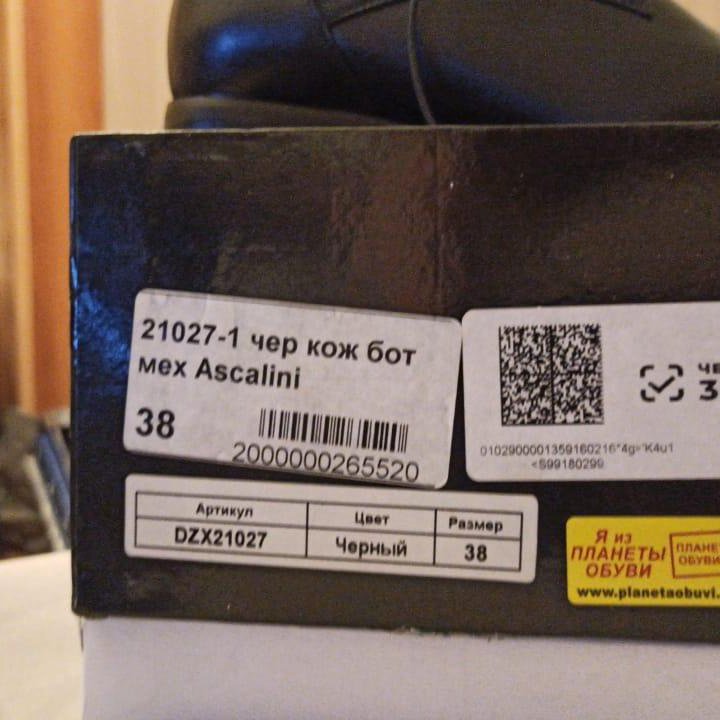 21027-1 чер кож бот
мех Ascalini
38
2000000265520
0102900001359160216"4g>'K4u1
<S99180299
Артикул Цвет Размер
DZX21027 Черный 38
Я из
ПЛАНЕТЫ
ОБУВИ
www.planetaobuvi.